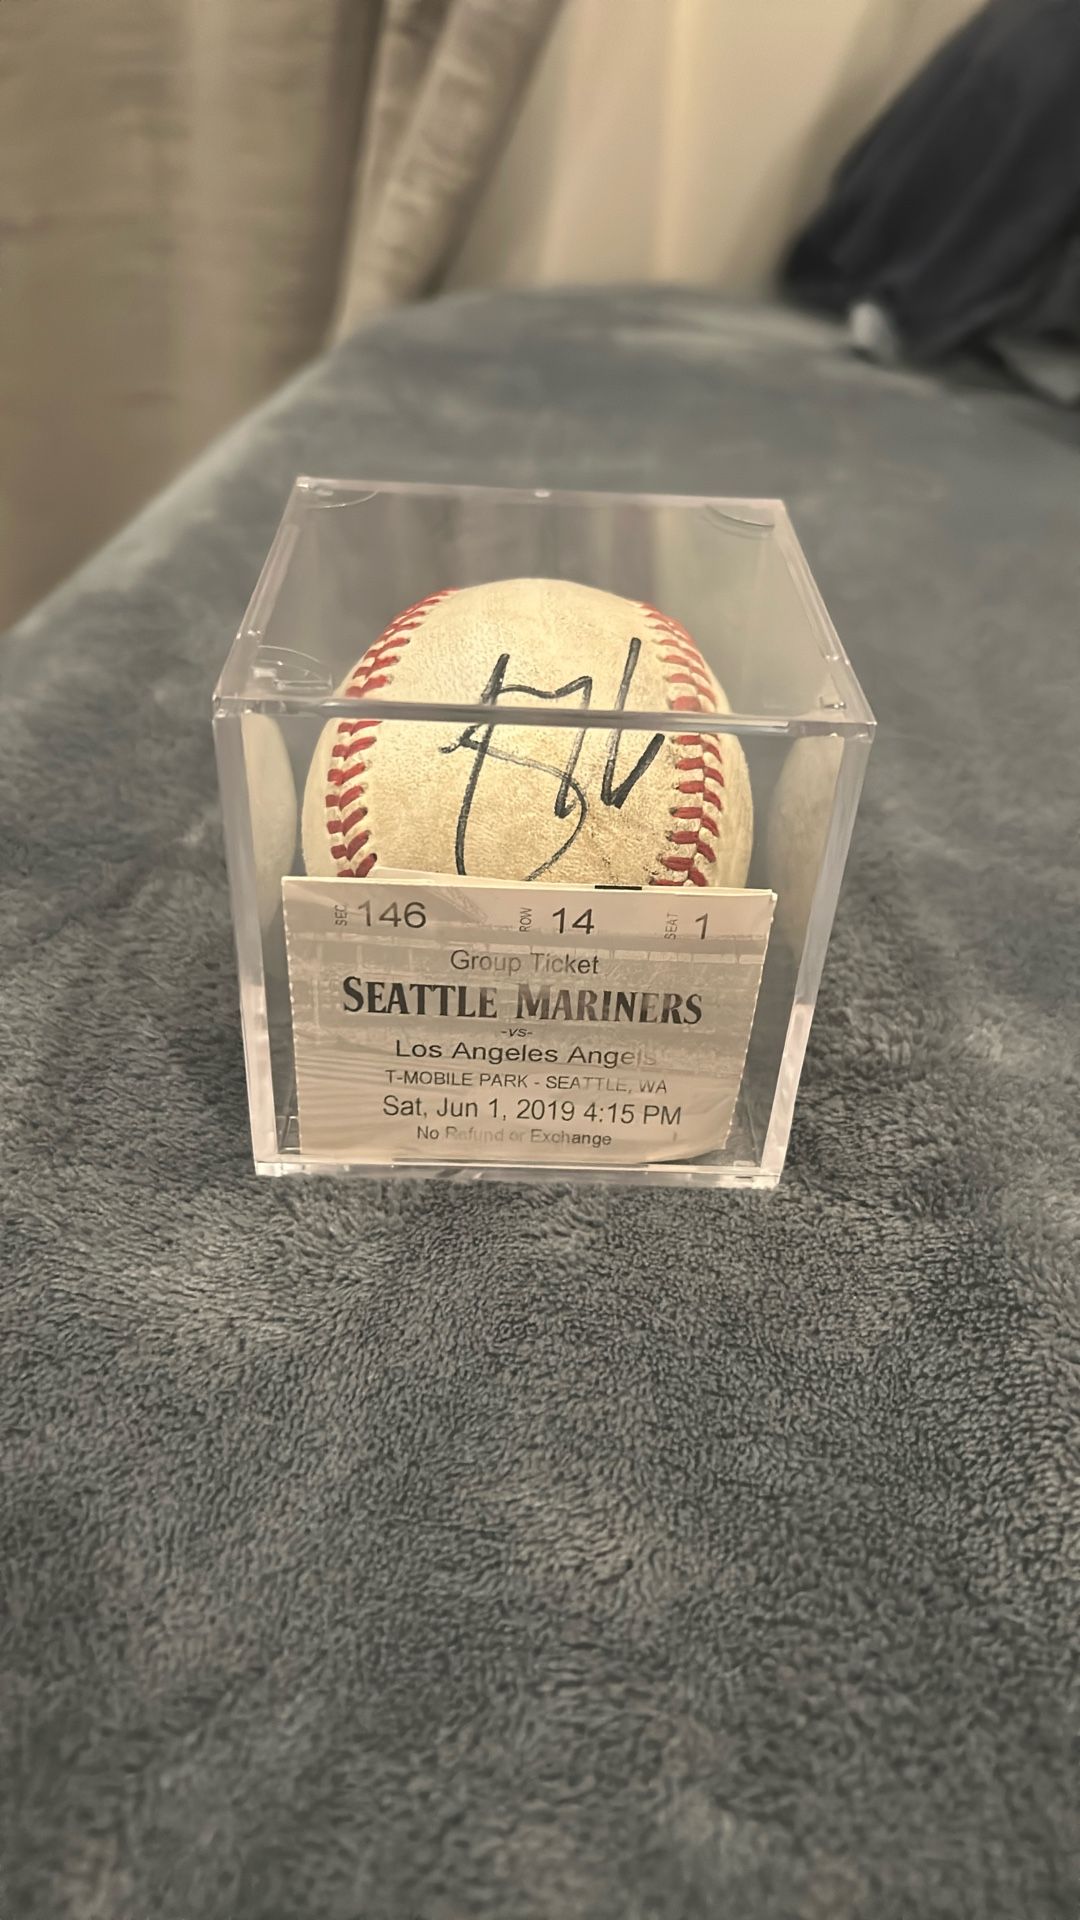 SEC 146 ROW 14 SEAT 1
Group Ticket
SEATTLE MARINERS
-vs-
Los Angeles Angels
T-MOBILE PARK - SEATTLE, WA
Sat, Jun 1, 2019 4:15 PM
No Refund or Exchange